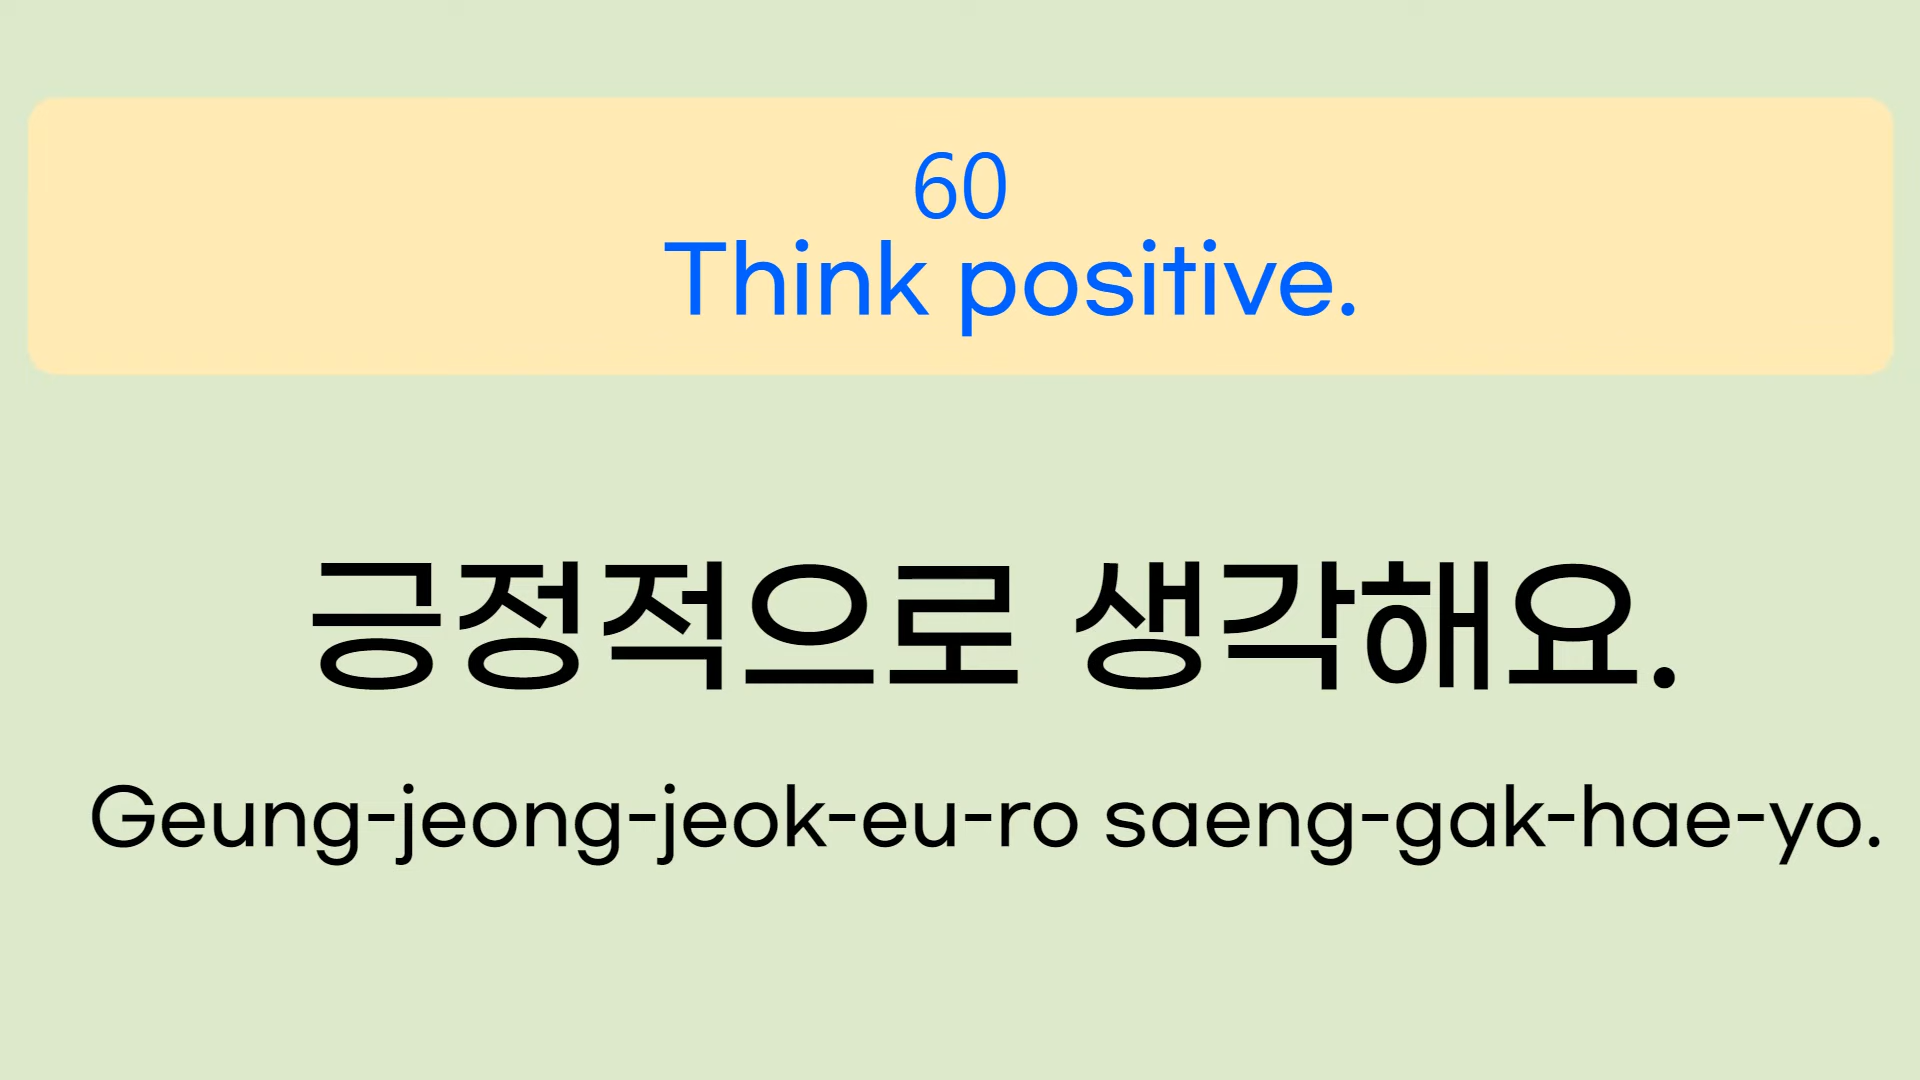 60
Think positive.
긍정적으로 생각해요.
Geung-jeong-jeok-eu-ro saeng-gak-hae-yo.